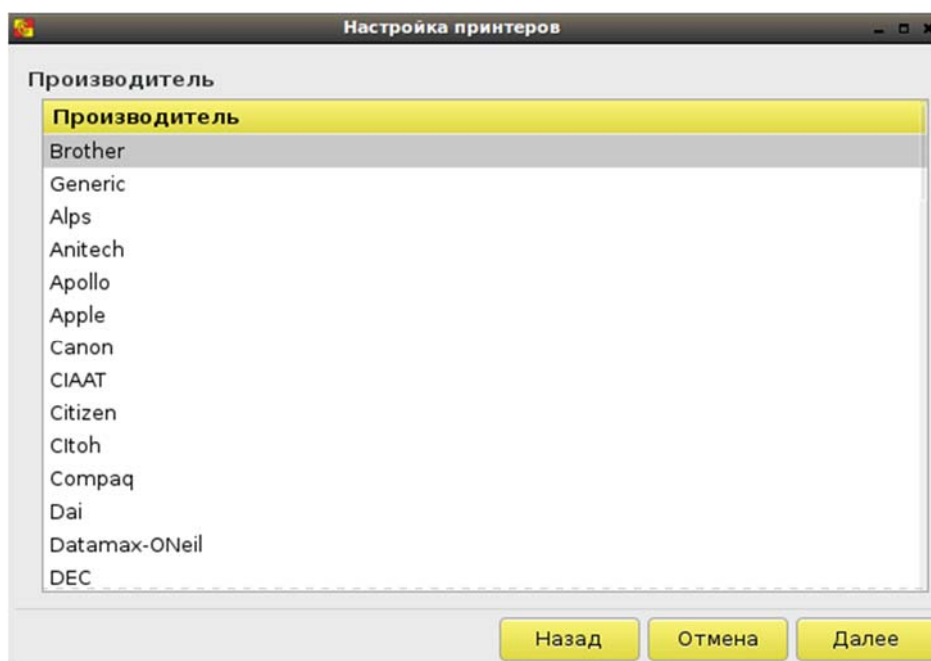 Настройка принтеров
Производитель
Производитель
Brother
Generic
Alps
Anitech
Apollo
Apple
Canon
CIAAT
Citizen
CItoh
Compaq
Dai
Datamax-ONeil
DEC
Назад
Отмена
Далее